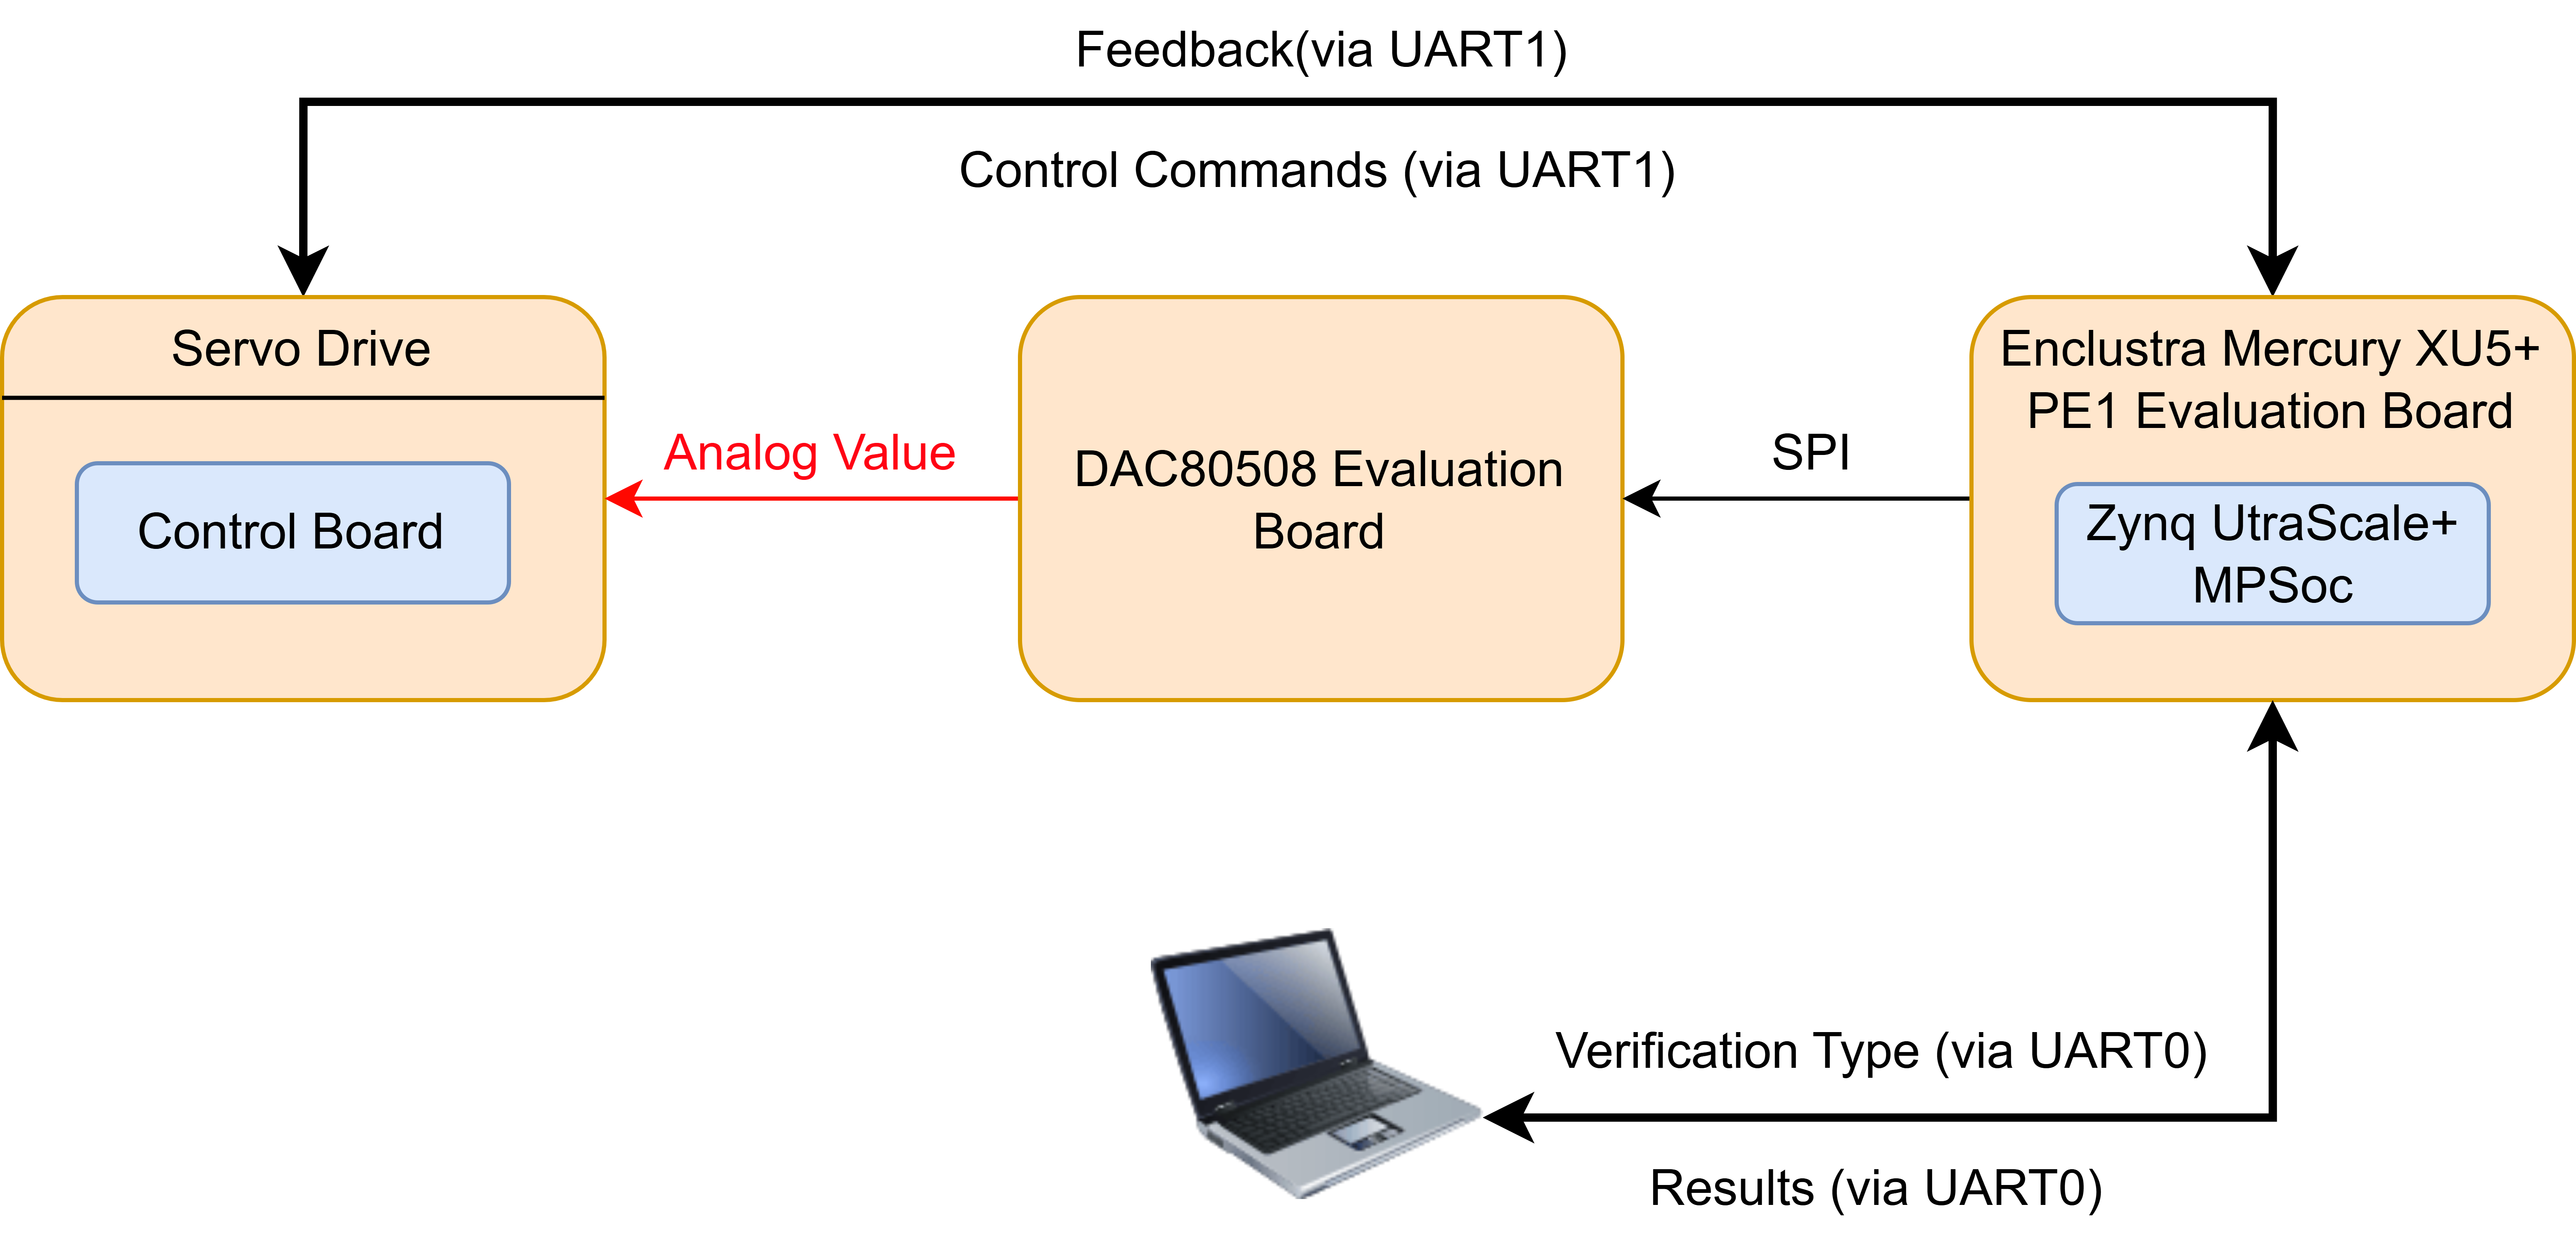 Feedback(via UART1)
Control Commands (via UART1)
Servo Drive
Control Board
Analog Value
DAC80508 Evaluation
Board
SPI
Enclustra Mercury XU5+
PE1 Evaluation Board
Zynq UtraScale+
MPSoc
Verification Type (via UART0)
Results (via UART0)